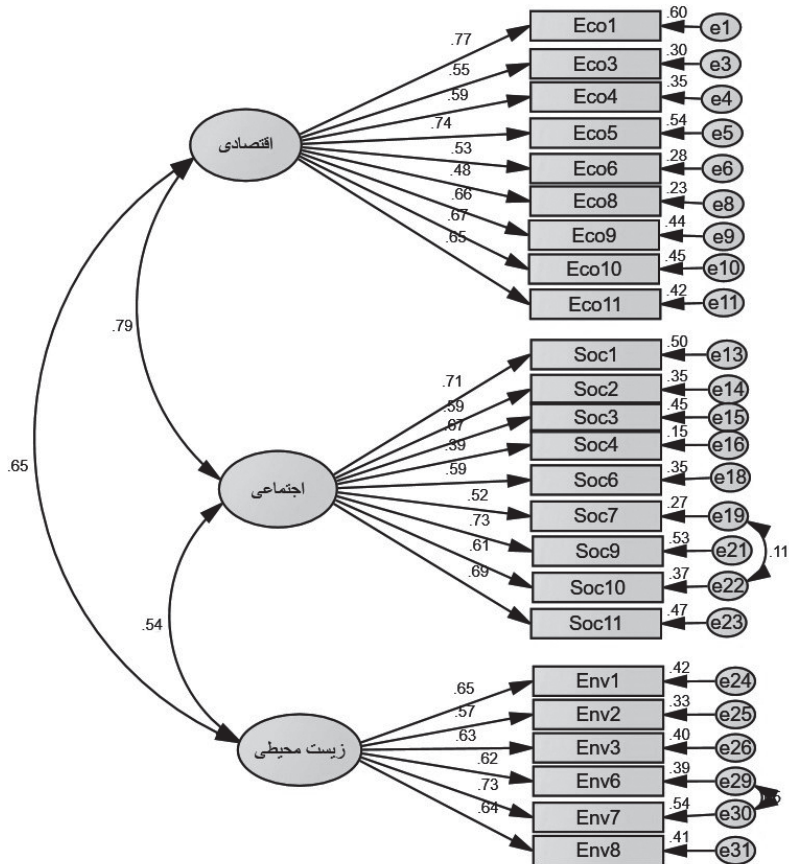 .77 Eco1 .60 e1
.55 Eco3 .30 e3
.59 Eco4 .35 e4
.74 Eco5 .54 e5
اقتصادی
.53 Eco6 .28 e6
.48 Eco8 .23 e8
.66 Eco9 .44 e9
.67 Eco10 .45 e10
.65 Eco11 .42 e11
.79
.71 Soc1 .50 e13
.59 Soc2 .35 e14
.67 Soc3 .45 e15
.39 Soc4 .15 e16
.65
اجتماعی
.59 Soc6 .35 e18
.52 Soc7 .27 e19
.73 Soc9 .53 e21 .11
.61 Soc10 .37 e22
.69 Soc11 .47 e23
.54
.65 Env1 .42 e24
.57 Env2 .33 e25
.63 Env3 .40 e26
زیست محیطی
.62 Env6 .39 e29
.73 Env7 .54 e30
.64 Env8 .41 e31